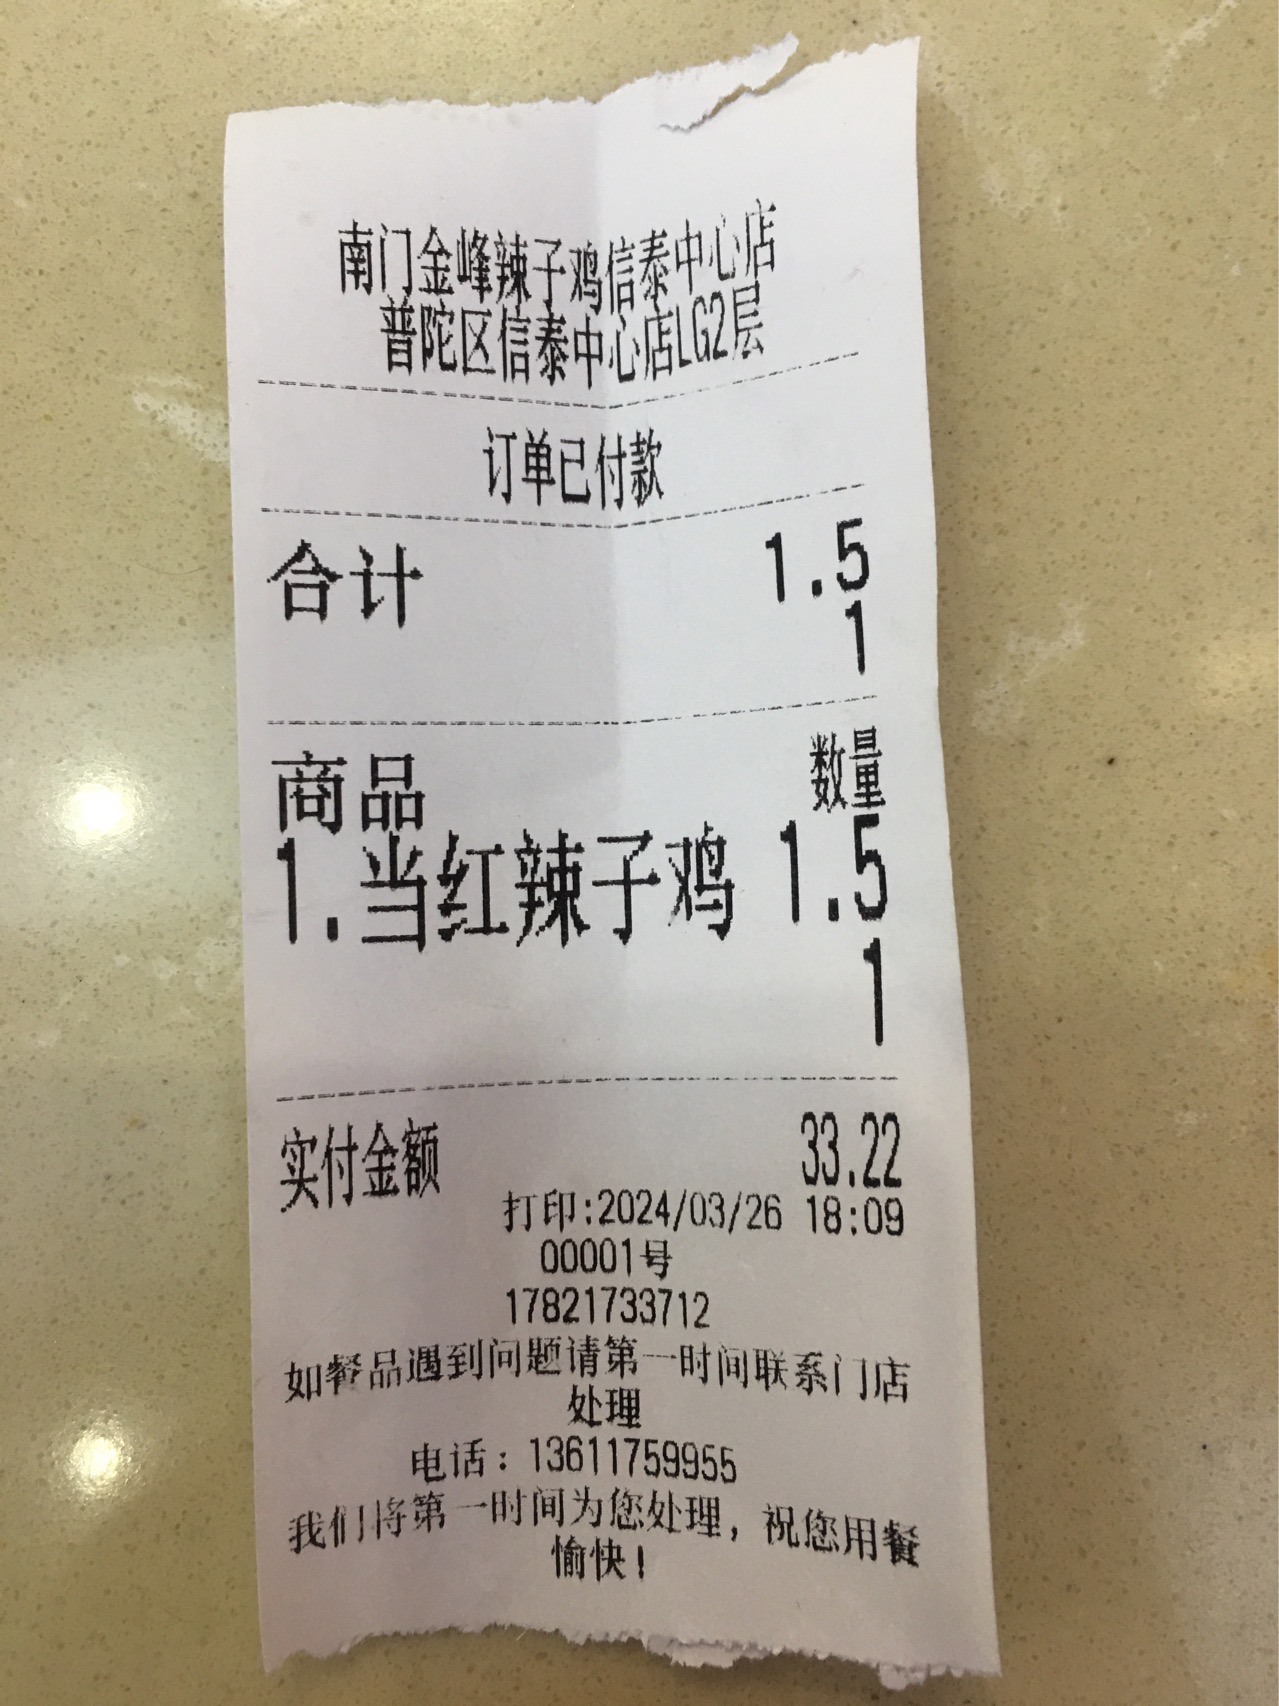 南门金峰辣子鸡信泰中心店
普陀区信泰中心店LG2层
订单已付款
合计 1.5
1
商品 数量
1.当红辣子鸡 1.5
1
实付金额 33.22
打印:2024/03/26 18:09
00001号
17821733712
如餐品遇到问题请第一时间联系门店
处理
电话：13611759955
我们将第一时间为您处理，祝您用餐
愉快！